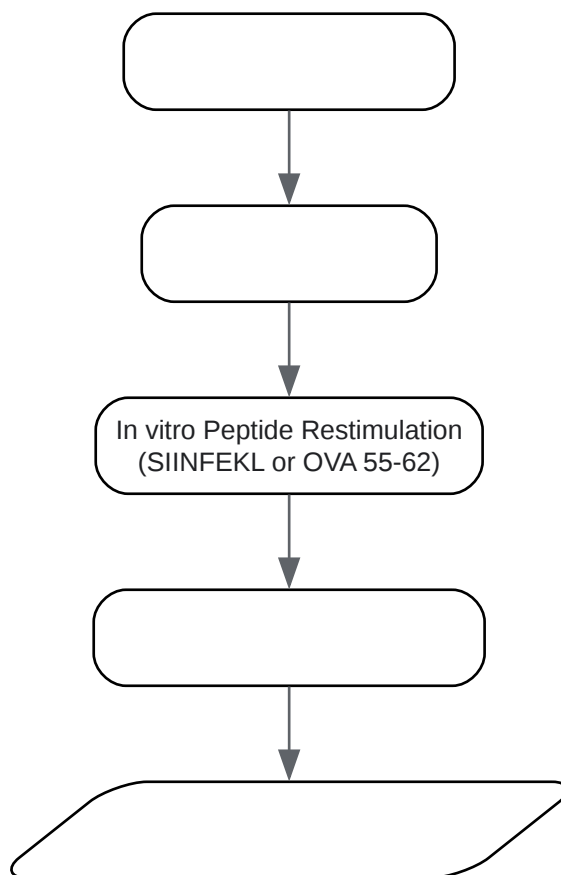 In vitro Peptide Restimulation
(SIINFEKL or OVA 55-62)